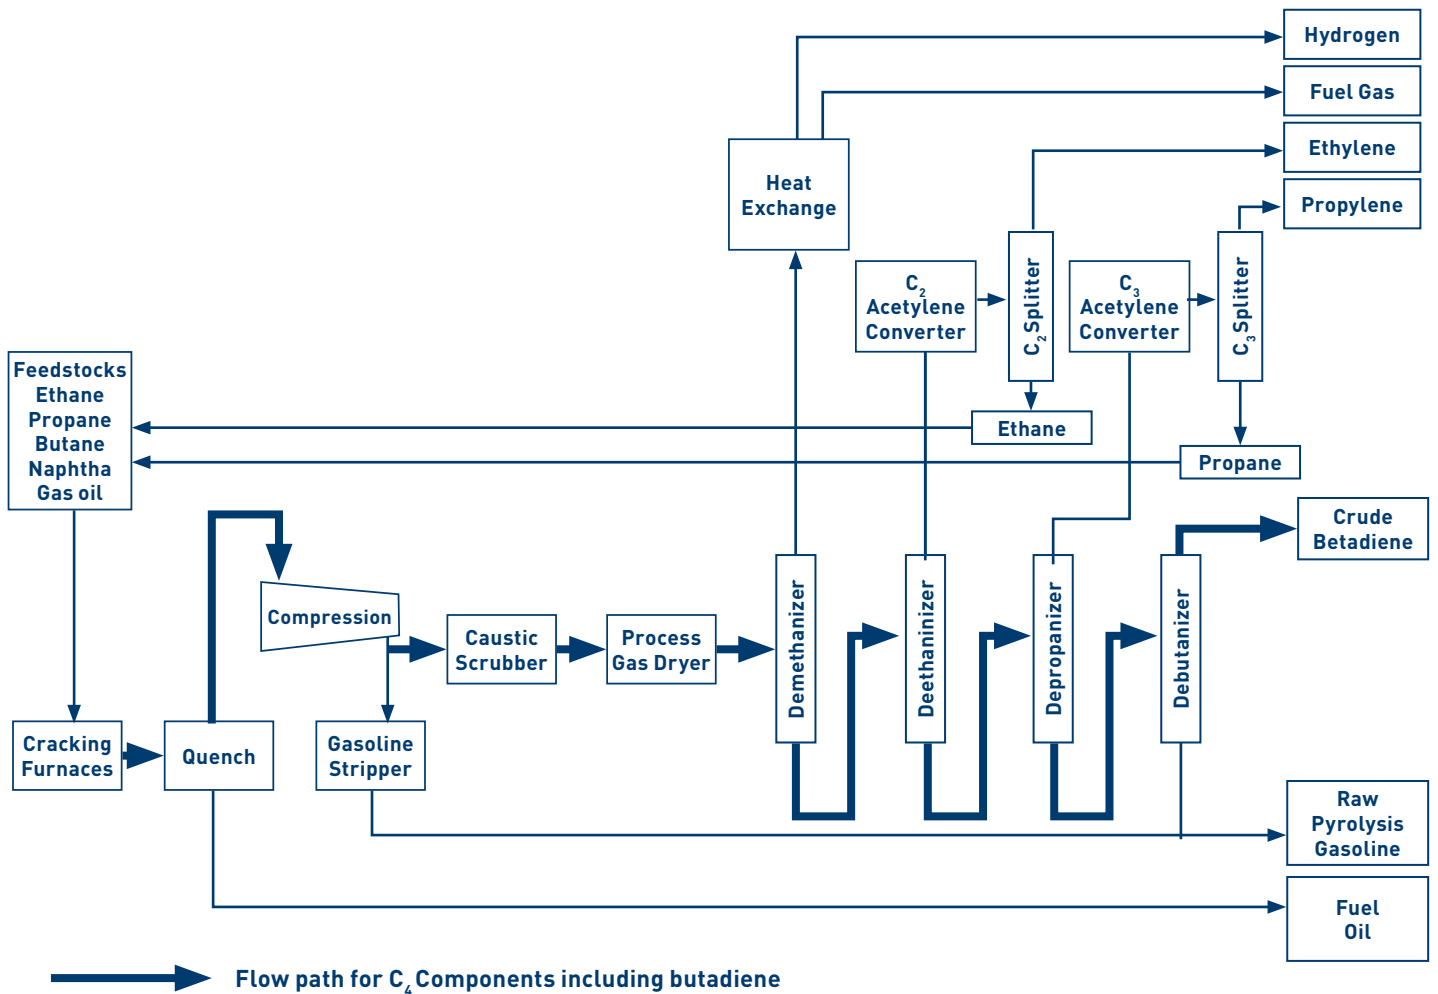 Hydrogen
Fuel Gas
Ethylene
Propylene
Heat
Exchange
C2
Acetylene
Converter
C2 Splitter
C3
Acetylene
Converter
C3 Splitter
Feedstocks
Ethane
Propane
Butane
Naphtha
Gas oil
Ethane
Propane
Crude
Betadiene
Compression
Caustic
Scrubber
Process
Gas Dryer
Demethanizer
Deethaninizer
Depropanizer
Debutanizer
Cracking
Furnaces
Quench
Gasoline
Stripper
Raw
Pyrolysis
Gasoline
Fuel
Oil
Flow path for C4 Components including butadiene